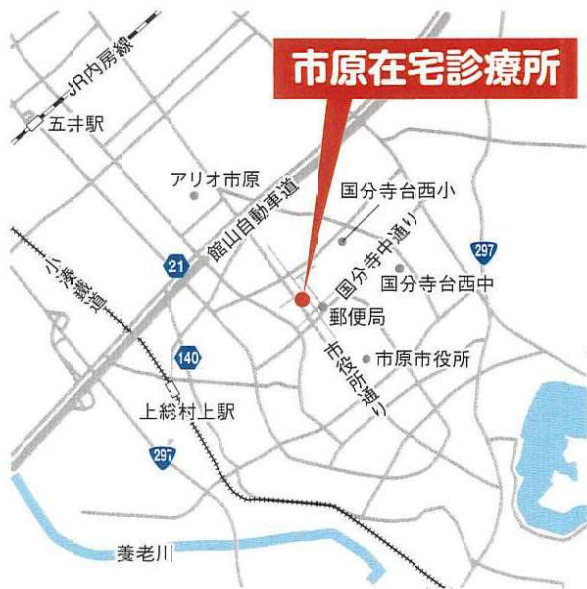 市原在宅診療所
JR内房線
五井駅
アリオ市原
館山自動車道
国分寺台西小
国分寺中通り
297
21
小湊鐵道
国分寺台西中
郵便局
市役所通り
140
市原市役所
上総村上駅
297
養老川